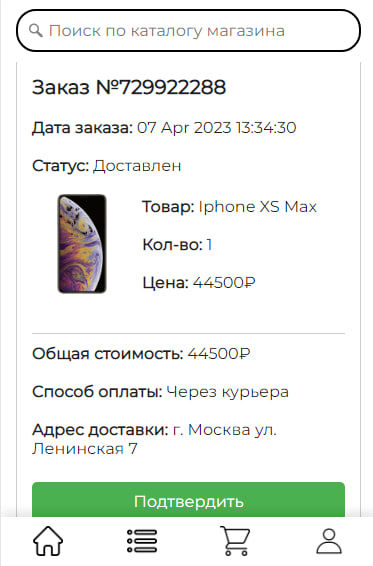 Поиск по каталогу магазина
Заказ №729922288
Дата заказа: 07 Apr 2023 13:34:30
Статус: Доставлен
Товар: Iphone XS Max
Кол-во: 1
Цена: 44500₽
Общая стоимость: 44500₽
Способ оплаты: Через курьера
Адрес доставки: г. Москва ул.
Ленинская 7
Подтвердить